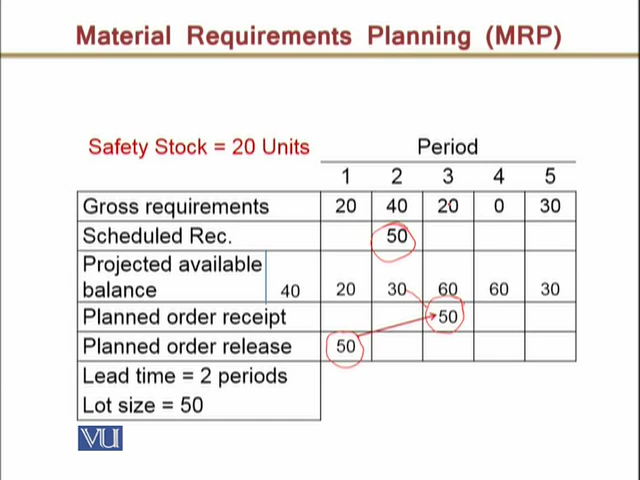 Material Requirements Planning (MRP)
Safety Stock = 20 Units Period
1 2 3 4 5
Gross requirements 20 40 20 0 30
Scheduled Rec. 50
Projected available
balance 40 20 30 60 60 30
Planned order receipt 50
Planned order release 50
Lead time = 2 periods
Lot size = 50
VU